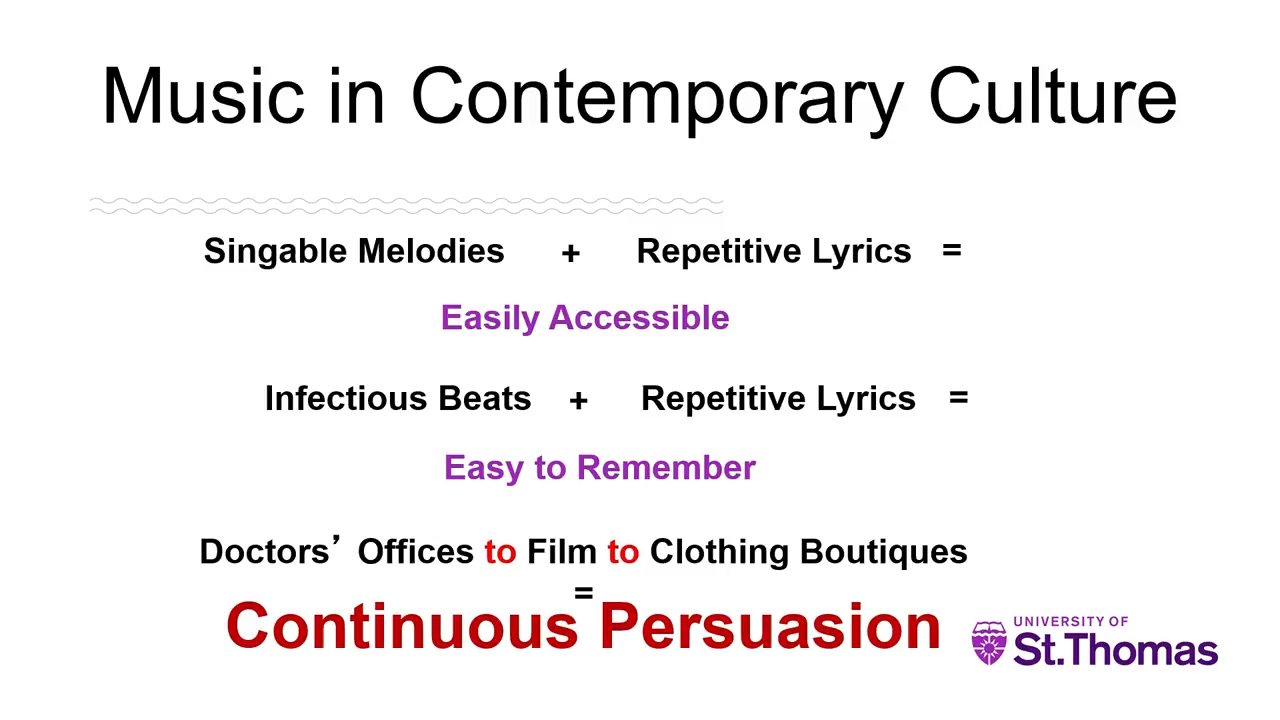 Music in Contemporary Culture
Singable Melodies + Repetitive Lyrics =
Easily Accessible
Infectious Beats + Repetitive Lyrics =
Easy to Remember
Doctors’ Offices to Film to Clothing Boutiques
=
Continuous Persuasion
UNIVERSITY OF
St.Thomas